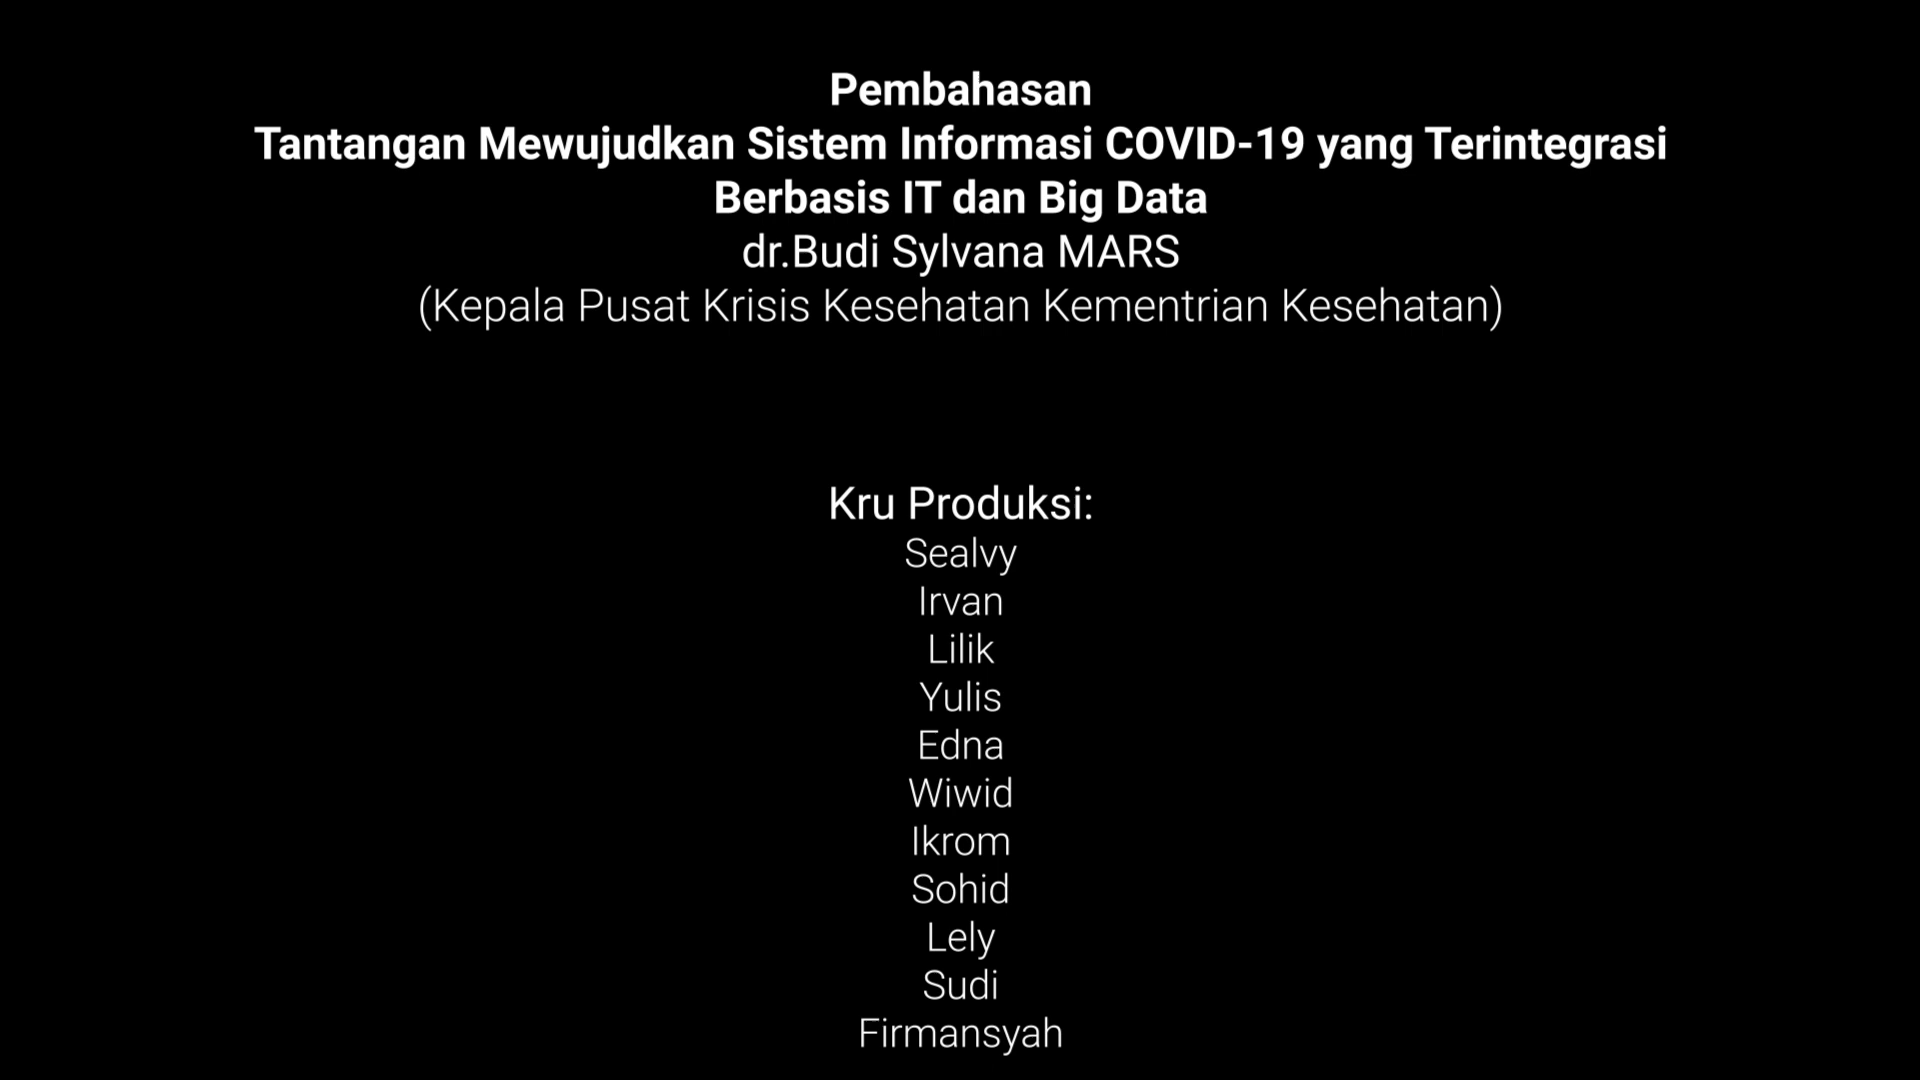 Pembahasan
Tantangan Mewujudkan Sistem Informasi COVID-19 yang Terintegrasi
Berbasis IT dan Big Data
dr.Budi Sylvana MARS
(Kepala Pusat Krisis Kesehatan Kementrian Kesehatan)
Kru Produksi:
Sealvy
Irvan
Lilik
Yulis
Edna
Wiwid
Ikrom
Sohid
Lely
Sudi
Firmansyah